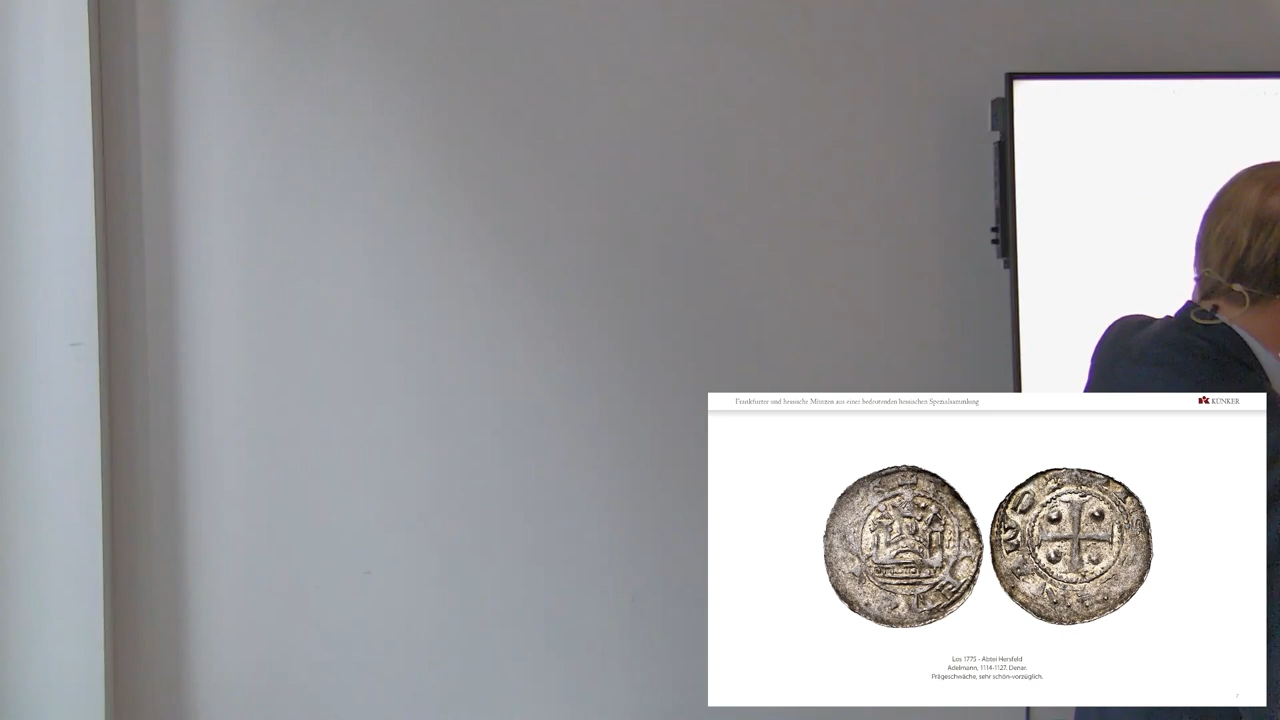 Frankfurter und hessische Münzen aus einer bedeutenden hessischen Spezialsammlung
KÜNKER
Los 1775 - Abtei Hersfeld
Adelmann, 1114-1127. Denar.
Prägeschwäche, sehr schön-vorzüglich.
7